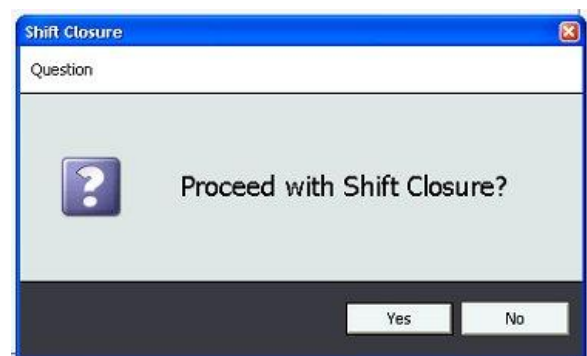 Shift Closure
Question
Proceed with Shift Closure?
Yes No